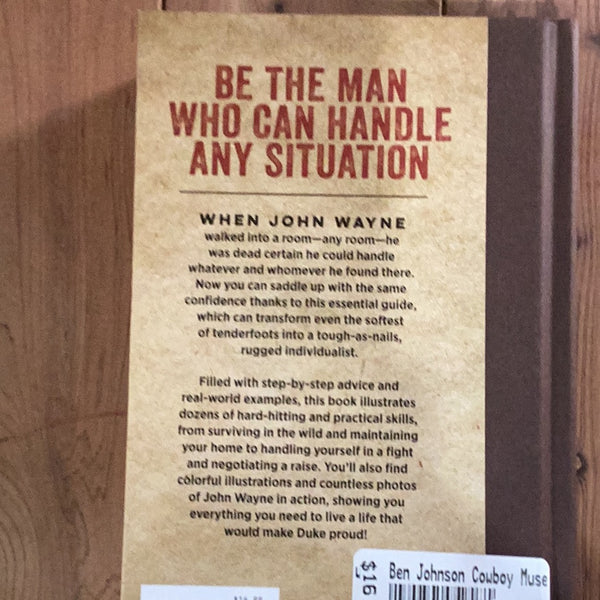 BE THE MAN
WHO CAN HANDLE
ANY SITUATION
WHEN JOHN WAYNE
walked into a room—any room—he
was dead certain he could handle
whatever and whomever he found there.
Now you can saddle up with the same
confidence thanks to this essential guide,
which can transform even the softest
of tenderfoots into a tough-as-nails,
rugged individualist.
Filled with step-by-step advice and
real-world examples, this book illustrates
dozens of hard-hitting and practical skills,
from surviving in the wild and maintaining
your home to handling yourself in a fight
and negotiating a raise. You'll also find
colorful illustrations and countless photos
of John Wayne in action, showing you
everything you need to live a life that
would make Duke proud!
Ben Johnson Cowboy Muse
$16